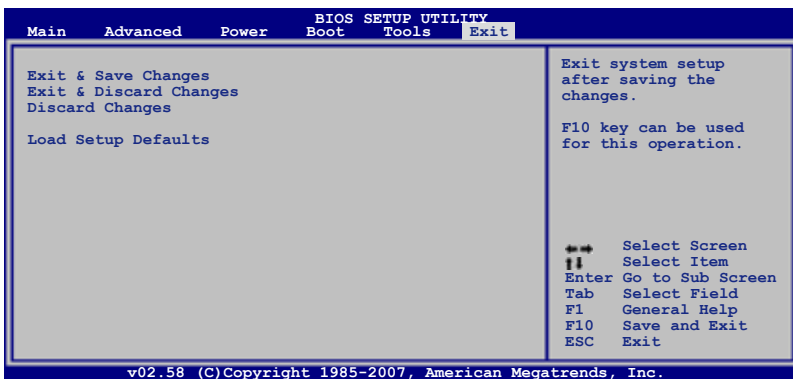 BIOS SETUP UTILITY
Main Advanced Power Boot Tools Exit
Exit & Save Changes
Exit & Discard Changes
Discard Changes
Load Setup Defaults
Exit system setup
after saving the
changes.
F10 key can be used
for this operation.
←→ Select Screen
↑↓ Select Item
Enter Go to Sub Screen
Tab Select Field
F1 General Help
F10 Save and Exit
ESC Exit
v02.58 (C)Copyright 1985-2007, American Megatrends, Inc.